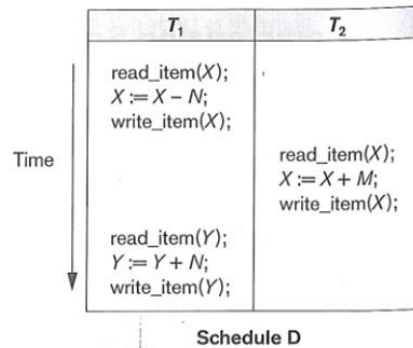 T1 T2
read_item(X);
X := X – N;
write_item(X);
Time
read_item(X);
X := X + M;
write_item(X);
read_item(Y);
Y := Y + N;
write_item(Y);
Schedule D